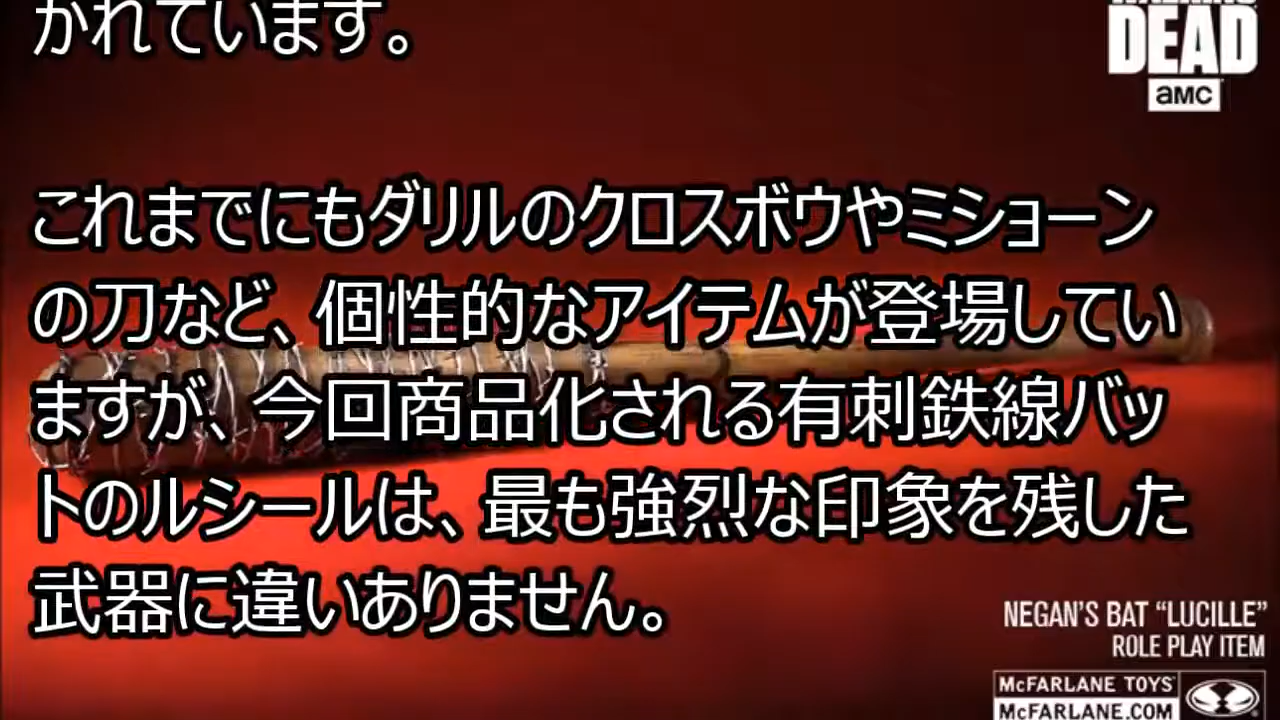 かれています。
WALKING
DEAD
aMC
これまでにもダリルのクロスボウやミショーン
の刀など、個性的なアイテムが登場してい
ますが、今回商品化される有刺鉄線バッ
トのルシールは、最も強烈な印象を残した
武器に違いありません。
NEGAN'S BAT “LUCILLE”
ROLE PLAY ITEM
McFARLANE TOYS
McFARLANE.COM